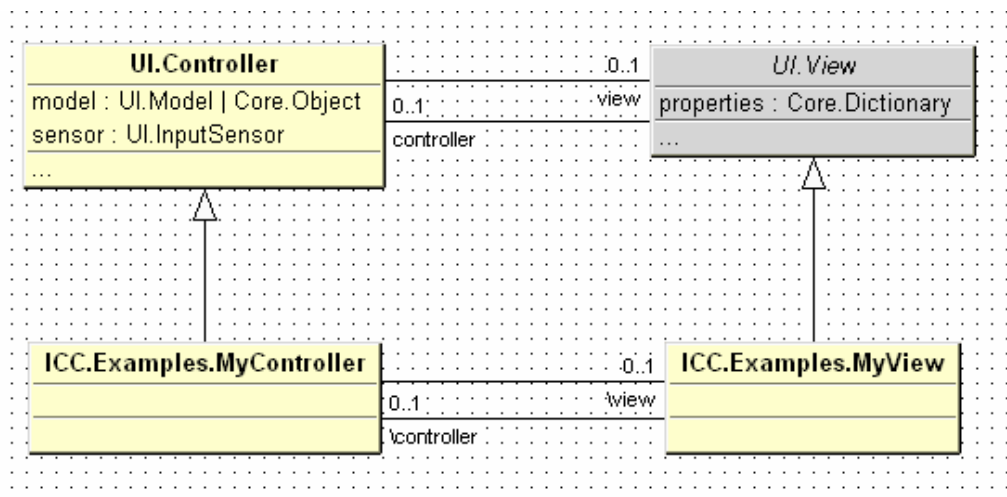 UI.Controller
model : UI.Model | Core.Object
sensor : UI.InputSensor
...
0..1
view
0..1
controller
UI.View
properties : Core.Dictionary
...
ICC.Examples.MyController
0..1
\view
0..1
\controller
ICC.Examples.MyView